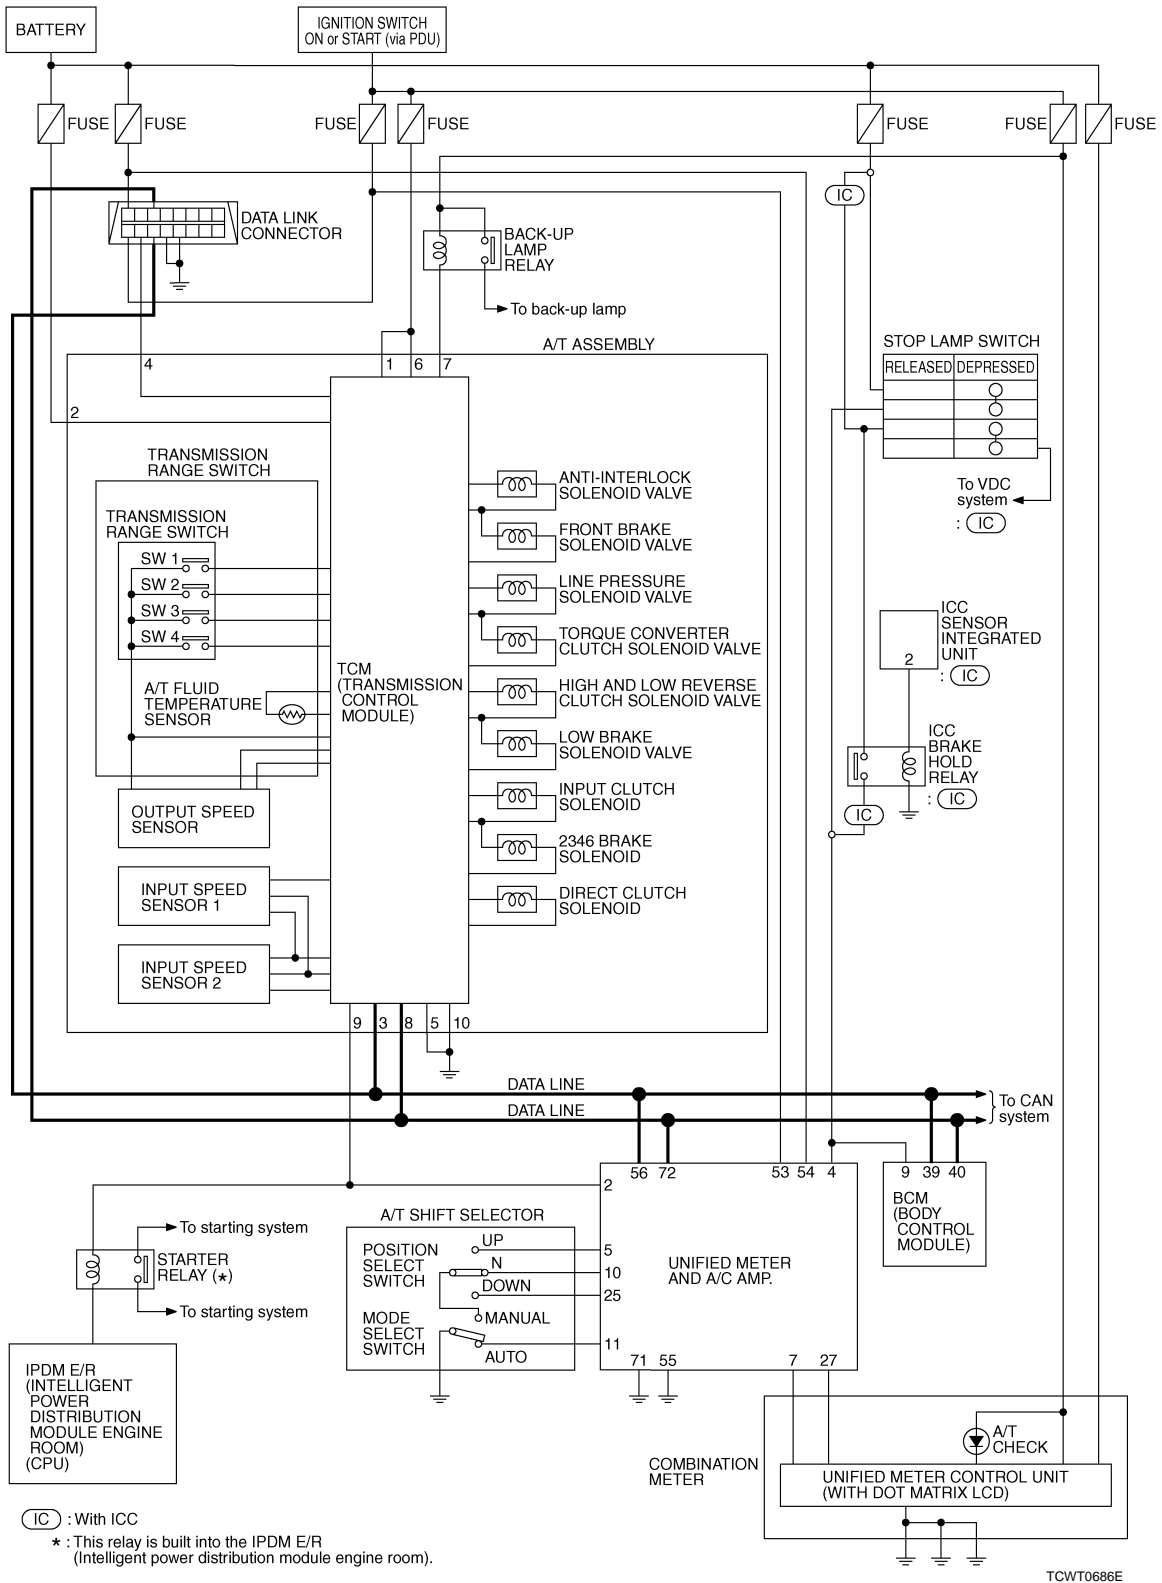 BATTERY
IGNITION SWITCH
ON or START (via PDU)
FUSE
FUSE
FUSE
FUSE
FUSE
FUSE
FUSE
IC
DATA LINK
CONNECTOR
BACK-UP
LAMP
RELAY
To back-up lamp
A/T ASSEMBLY
STOP LAMP SWITCH
RELEASED
DEPRESSED
4
1
6
7
2
TRANSMISSION
RANGE SWITCH
TRANSMISSION
RANGE SWITCH
SW 1
SW 2
SW 3
SW 4
A/T FLUID
TEMPERATURE
SENSOR
OUTPUT SPEED
SENSOR
INPUT SPEED
SENSOR 1
INPUT SPEED
SENSOR 2
TCM
(TRANSMISSION
CONTROL
MODULE)
ANTI-INTERLOCK
SOLENOID VALVE
FRONT BRAKE
SOLENOID VALVE
LINE PRESSURE
SOLENOID VALVE
TORQUE CONVERTER
CLUTCH SOLENOID VALVE
HIGH AND LOW REVERSE
CLUTCH SOLENOID VALVE
LOW BRAKE
SOLENOID VALVE
INPUT CLUTCH
SOLENOID
2346 BRAKE
SOLENOID
DIRECT CLUTCH
SOLENOID
To VDC
system
: IC
ICC
SENSOR
INTEGRATED
UNIT
: IC
2
ICC
BRAKE
HOLD
RELAY
: IC
IC
9
3
8
5
10
DATA LINE
DATA LINE
To CAN
system
56
72
53
54
4
9
39
40
2
BCM
(BODY
CONTROL
MODULE)
A/T SHIFT SELECTOR
To starting system
STARTER
RELAY (*)
To starting system
POSITION
SELECT
SWITCH
UP
N
DOWN
MODE
SELECT
SWITCH
MANUAL
AUTO
5
10
25
11
UNIFIED METER
AND A/C AMP.
71
55
7
27
IPDM E/R
(INTELLIGENT
POWER
DISTRIBUTION
MODULE ENGINE
ROOM)
(CPU)
A/T
CHECK
COMBINATION
METER
UNIFIED METER CONTROL UNIT
(WITH DOT MATRIX LCD)
IC : With ICC
* : This relay is built into the IPDM E/R
(Intelligent power distribution module engine room).
TCWT0686E